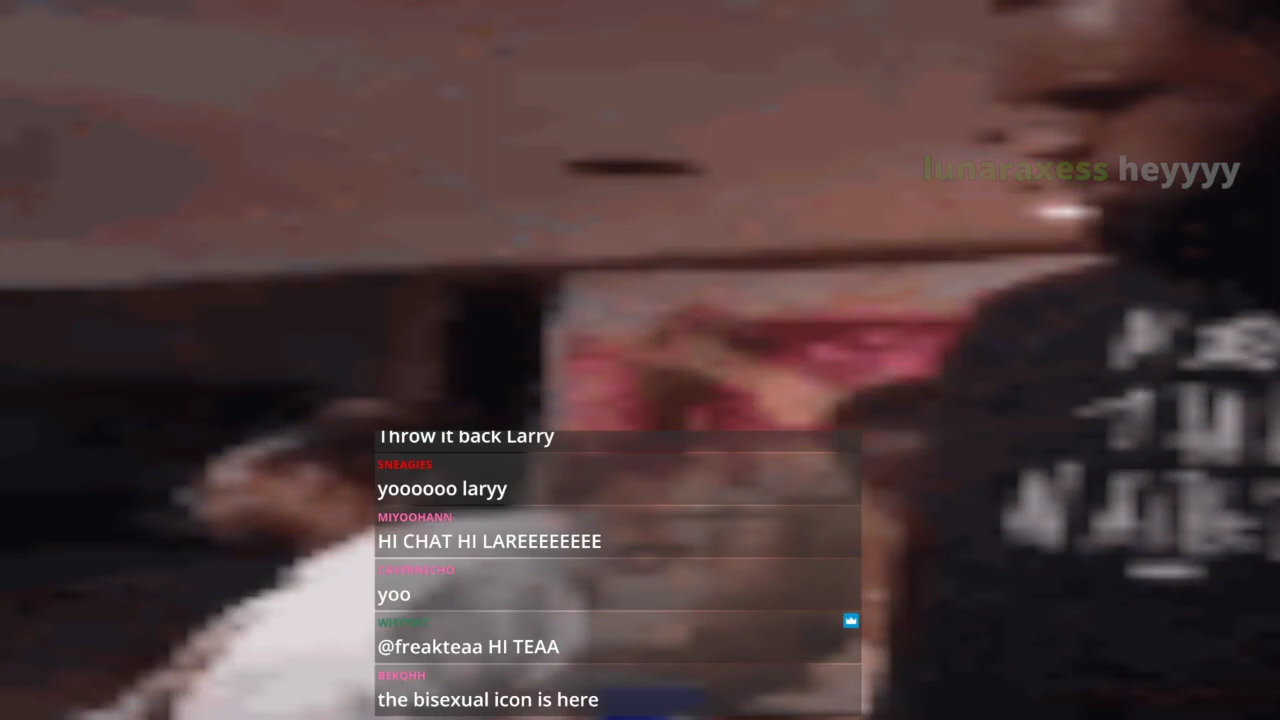 lunaraxess heyyyy
Throw it back Larry
SNEAGIES
yoooooo laryy
MIYOOHANN
HI CHAT HI LAREEEEEEEE
yoo
@freakteaa HI TEAA
BEKQHH
the bisexual icon is here